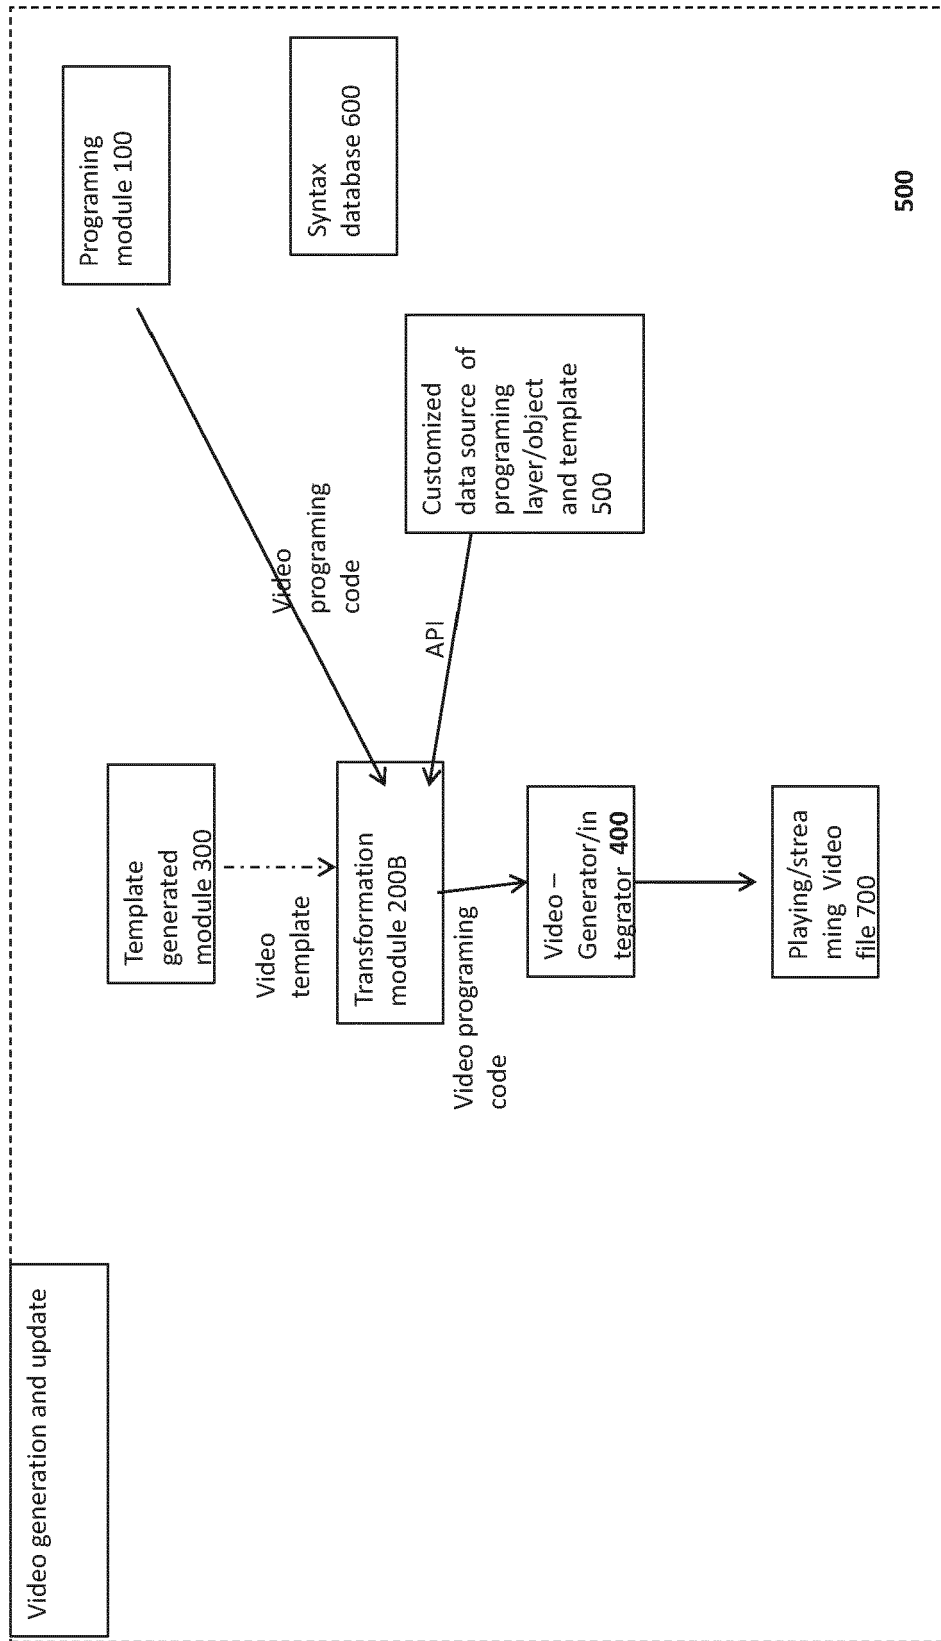 Video generation and update
Programing
module 100
Syntax
database 600
Template
generated
module 300
Video
template
Video
programing
code
Customized
data source of
programing
layer/object
and template
500
API
Transformation
module 200B
Video programing
code
Video –
Generator/in
tegrator 400
Playing/strea
ming Video
file 700
500